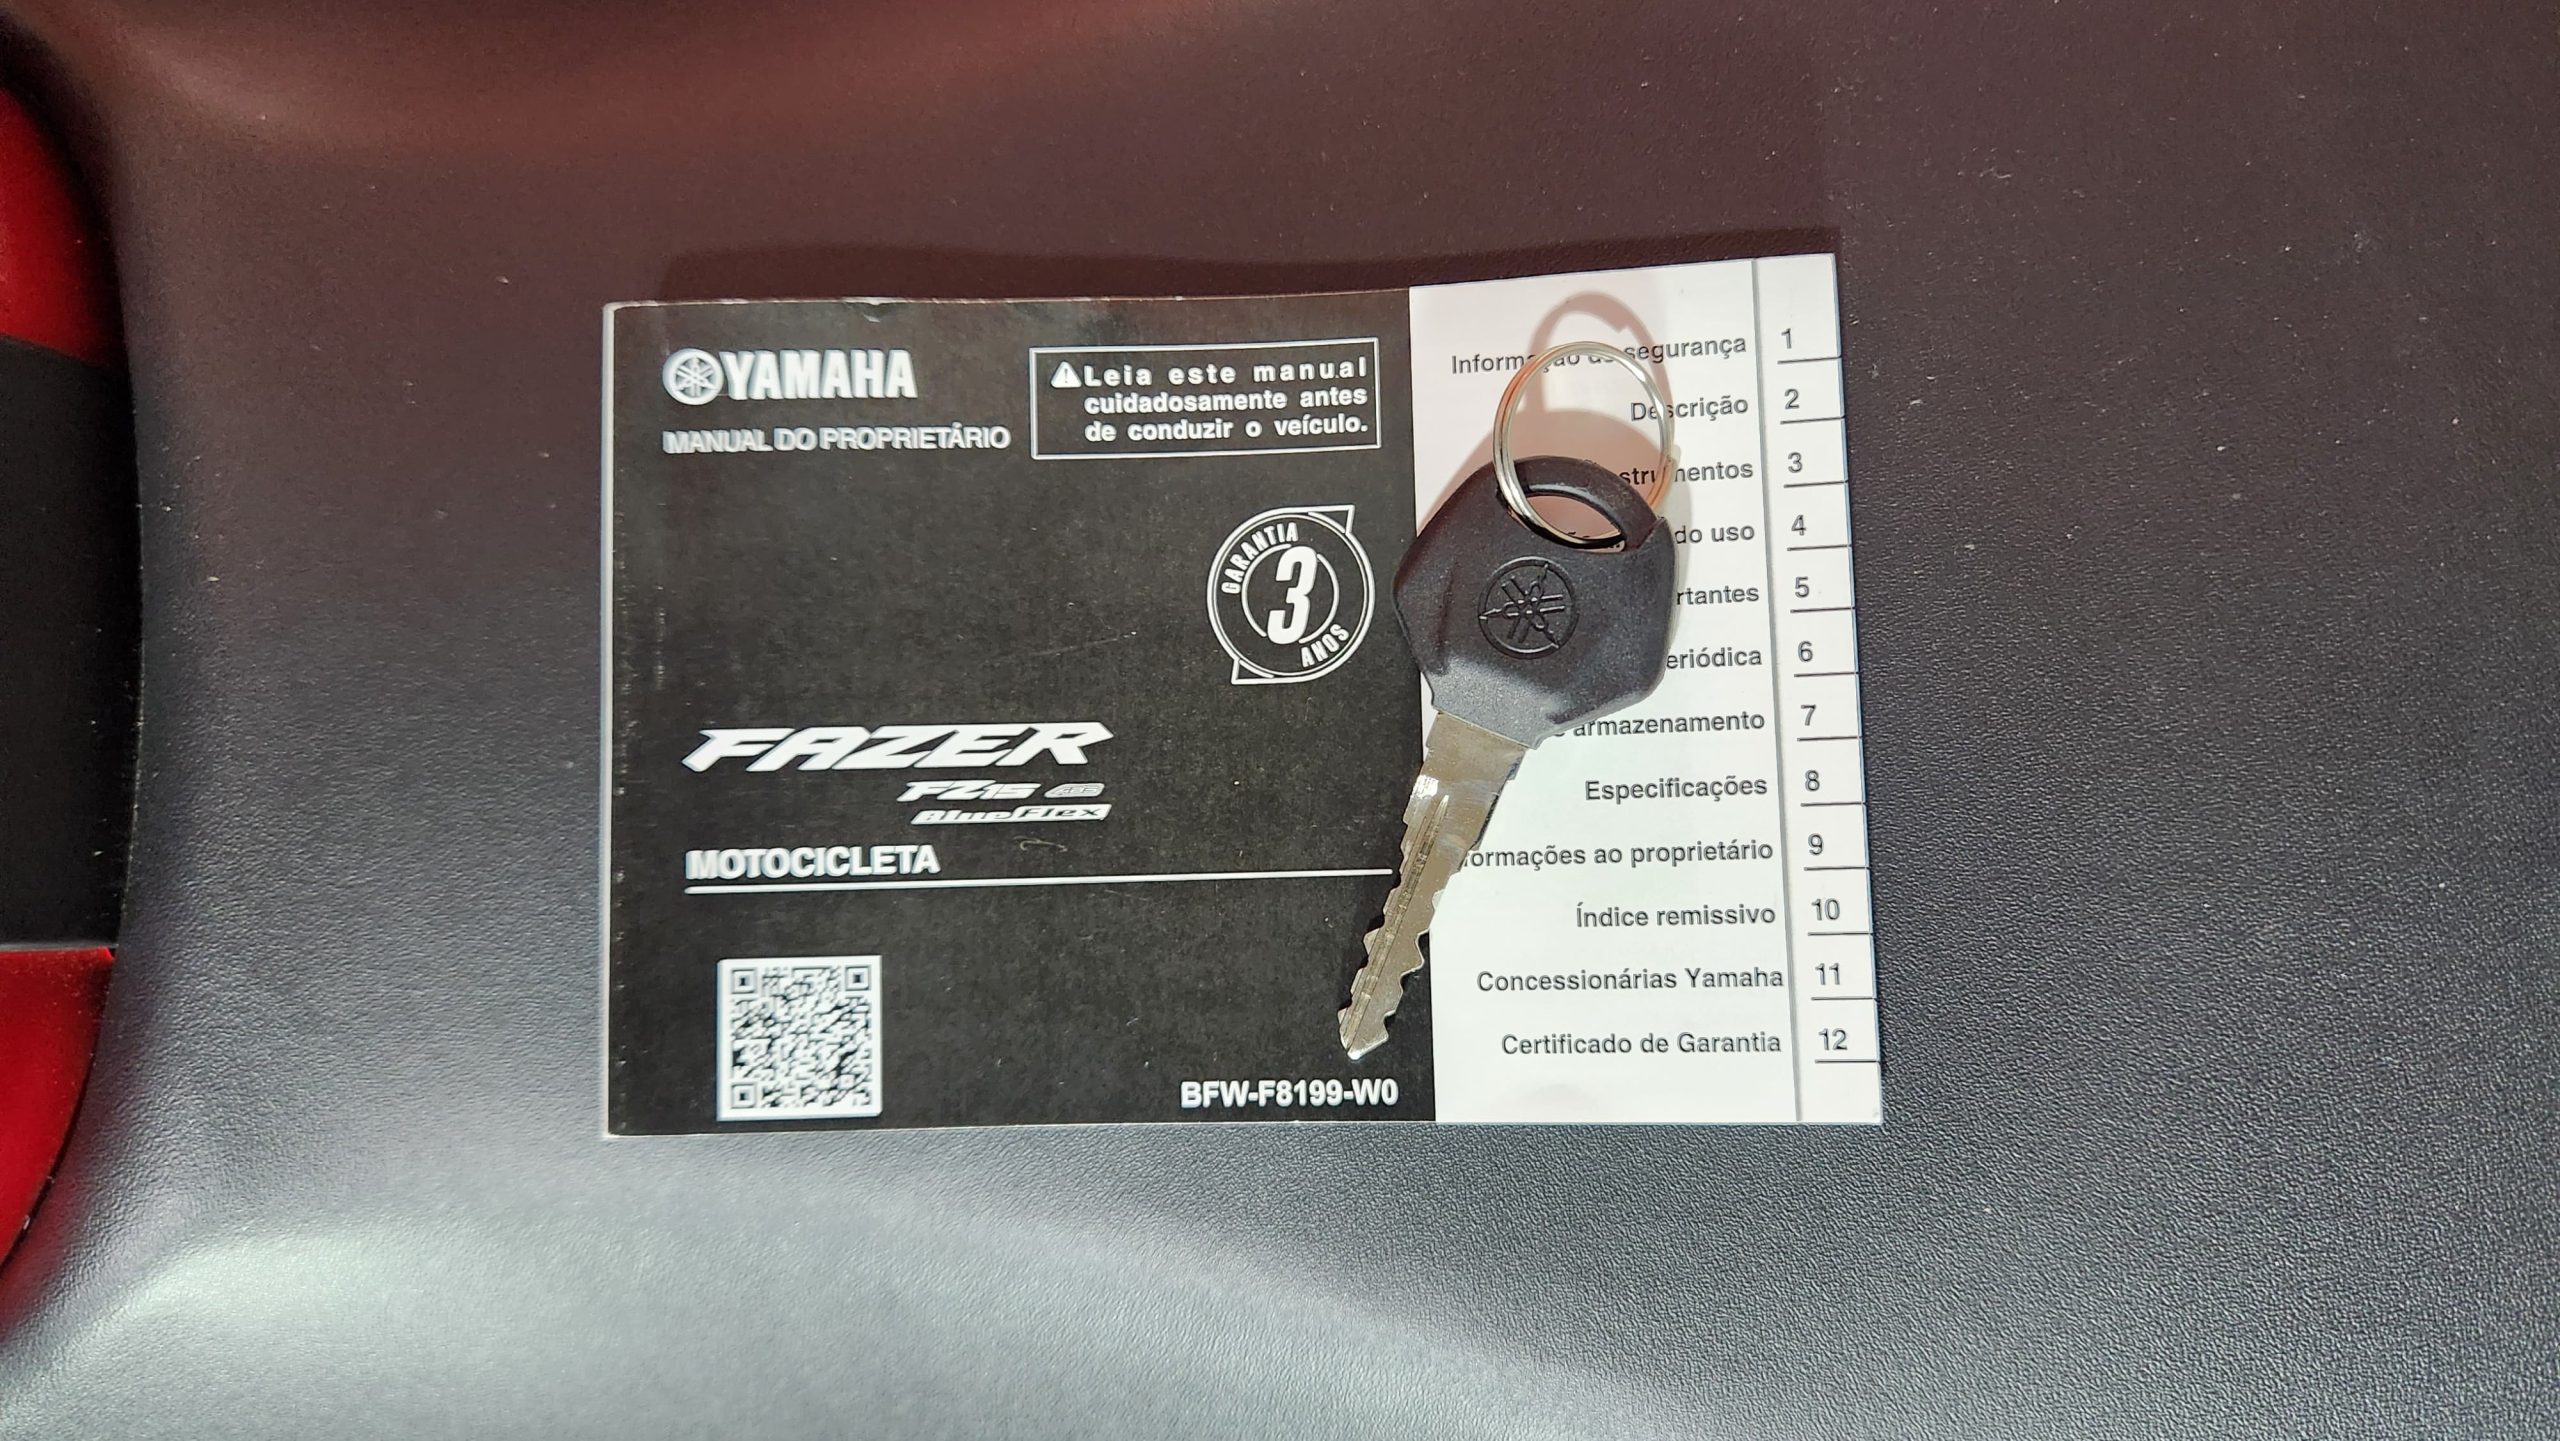 YAMAHA
MANUAL DO PROPRIETÁRIO
Leia este manual
cuidadosamente antes
de conduzir o veículo.
GARANTIA
3
ANOS
FAZER
FZ15 ABS
BlueFlex
MOTOCICLETA
BFW-F8199-W0
segurança 1
Descrição 2
3
do uso 4
5
6
armazenamento 7
Especificações 8
ao proprietário 9
Índice remissivo 10
Concessionárias Yamaha 11
Certificado de Garantia 12